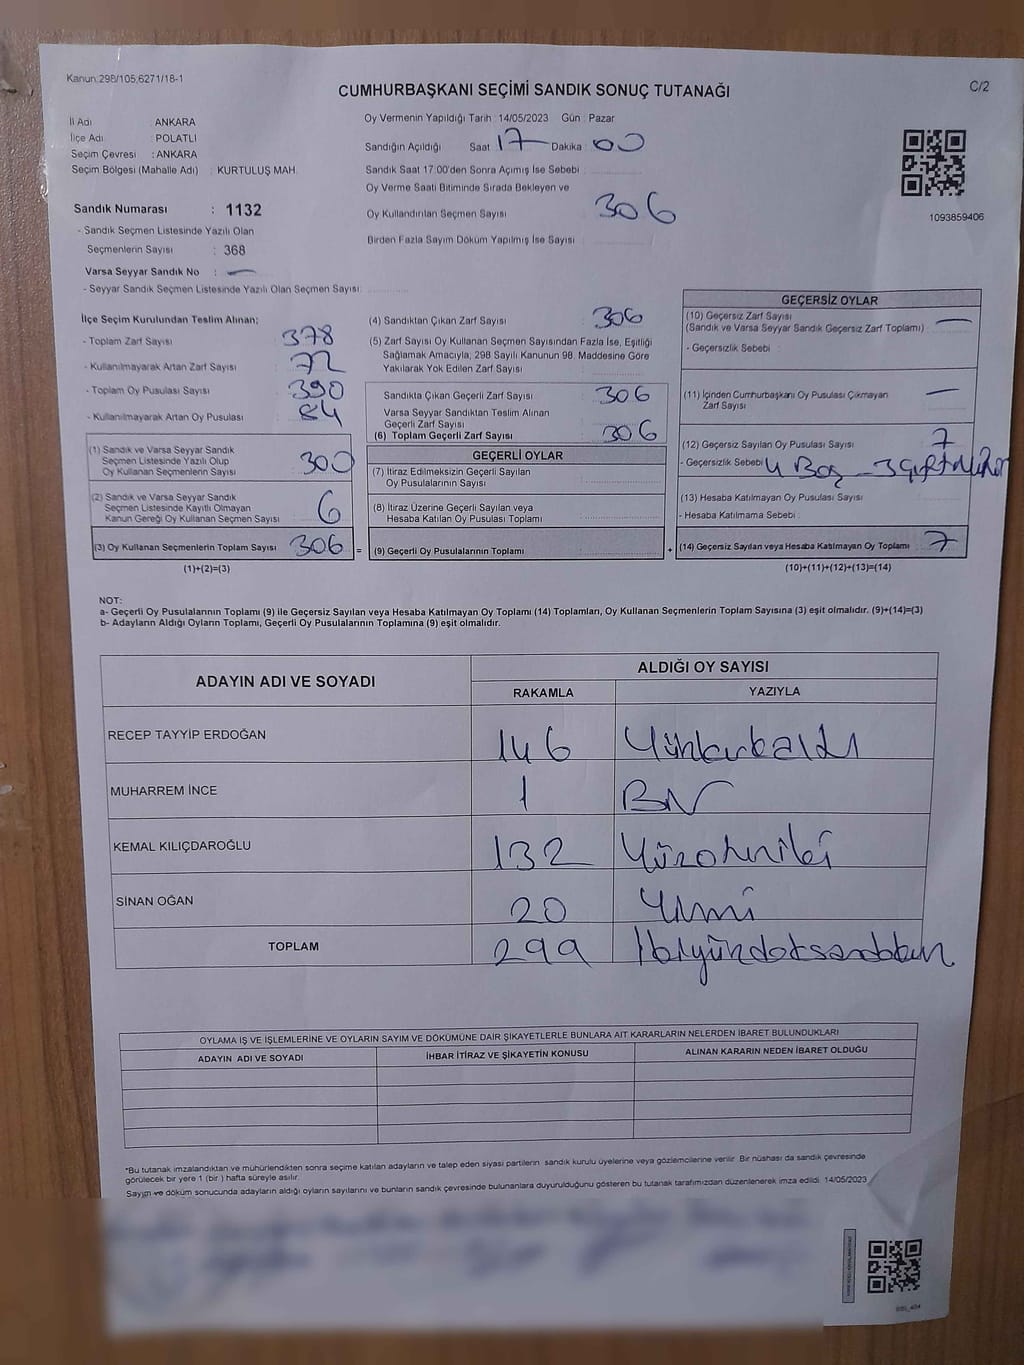 Kanun:298/105,6271/18-1
CUMHURBAŞKANI SEÇİMİ SANDIK SONUÇ TUTANAĞI
C/2
İl Adı ANKARA
İlçe Adı : POLATLI
Seçim Çevresi : ANKARA
Seçim Bölgesi (Mahalle Adı) : KURTULUŞ MAH.
Sandık Numarası : 1132
- Sandık Seçmen Listesinde Yazılı Olan
Seçmenlerin Sayısı : 368
Varsa Seyyar Sandık No : —
- Seyyar Sandık Seçmen Listesinde Yazılı Olan Seçmen Sayısı:
Oy Vermenin Yapıldığı Tarih : 14/05/2023 Gün : Pazar
Sandığın Açıldığı Saat 17 Dakika 00
Sandık Saat 17:00'den Sonra Açımış İse Sebebi :
Oy Verme Saati Bitiminde Sırada Bekleyen ve
Oy Kullandırılan Seçmen Sayısı 306
Birden Fazla Sayım Döküm Yapılmış İse Sayısı :
1093859406
İlçe Seçim Kurulundan Teslim Alınan;
- Toplam Zarf Sayısı : 378
- Kullanılmayarak Artan Zarf Sayısı : 72
- Toplam Oy Pusulası Sayısı : 390
- Kullanılmayarak Artan Oy Pusulası : 84
(1) Sandık ve Varsa Seyyar Sandık
Seçmen Listesinde Yazılı Olup
Oy Kullanan Seçmenlerin Sayısı 300
(2) Sandık ve Varsa Seyyar Sandık
Seçmen Listesinde Kayıtlı Olmayan
Kanun Gereği Oy Kullanan Seçmen Sayısı 6
(3) Oy Kullanan Seçmenlerin Toplam Sayısı 306 =
(1)+(2)=(3)
(4) Sandıktan Çıkan Zarf Sayısı 306
(5) Zarf Sayısı Oy Kullanan Seçmen Sayısından Fazla İse, Eşitliği
Sağlamak Amacıyla; 298 Sayılı Kanunun 98. Maddesine Göre
Yakılarak Yok Edilen Zarf Sayısı
Sandıkta Çıkan Geçerli Zarf Sayısı 306
Varsa Seyyar Sandıktan Teslim Alınan
Geçerli Zarf Sayısı
(6) Toplam Geçerli Zarf Sayısı 306
GEÇERLİ OYLAR
(7) İtiraz Edilmeksizin Geçerli Sayılan
Oy Pusulalarının Sayısı
(8) İtiraz Üzerine Geçerli Sayılan veya
Hesaba Katılan Oy Pusulası Toplamı
(9) Geçerli Oy Pusulalarının Toplamı +
GEÇERSİZ OYLAR
(10) Geçersiz Zarf Sayısı
(Sandık ve Varsa Seyyar Sandık Geçersiz Zarf Toplamı) —
- Geçersizlik Sebebi :
(11) İçinden Cumhurbaşkanı Oy Pusulası Çıkmayan
Zarf Sayısı —
(12) Geçersiz Sayılan Oy Pusulası Sayısı 7
- Geçersizlik Sebebi 4 Boş - 3
(13) Hesaba Katılmayan Oy Pusulası Sayısı
- Hesaba Katılmama Sebebi :
(14) Geçersiz Sayılan veya Hesaba Katılmayan Oy Toplamı 7
(10)+(11)+(12)+(13)=(14)
NOT:
a- Geçerli Oy Pusulalarının Toplamı (9) ile Geçersiz Sayılan veya Hesaba Katılmayan Oy Toplamı (14) Toplamları, Oy Kullanan Seçmenlerin Toplam Sayısına (3) eşit olmalıdır. (9)+(14)=(3)
b- Adayların Aldığı Oyların Toplamı, Geçerli Oy Pusulalarının Toplamına (9) eşit olmalıdır.
ADAYIN ADI VE SOYADI ALDIĞI OY SAYISI
RAKAMLA YAZIYLA
RECEP TAYYİP ERDOĞAN 146 Yüzkırkaltı
MUHARREM İNCE 1 BİR
KEMAL KILIÇDAROĞLU 132 Yüzotuziki
SİNAN OĞAN 20 Yirmi
TOPLAM 299 İkiyüzdoksandokuz
OYLAMA İŞ VE İŞLEMLERİNE VE OYLARIN SAYIM VE DÖKÜMÜNE DAİR ŞİKAYETLERLE BUNLARA AİT KARARLARIN NELERDEN İBARET BULUNDUKLARI
ADAYIN ADI VE SOYADI İHBAR İTİRAZ VE ŞİKAYETİN KONUSU ALINAN KARARIN NEDEN İBARET OLDUĞU
*Bu tutanak imzalandıktan ve mühürlendikten sonra seçime katılan adayların ve talep eden siyasi partilerin sandık kurulu üyelerine veya gözlemcilerine verilir. Bir nüshası da sandık çevresinde
görülecek bir yere 1 (bir ) hafta süreyle asılır.
Sayım ve döküm sonucunda adayların aldığı oyların sayılarını ve bunların sandık çevresinde bulunanlara duyurulduğunu gösteren bu tutanak tarafımızdan düzenlenerek imza edildi. 14/05/2023